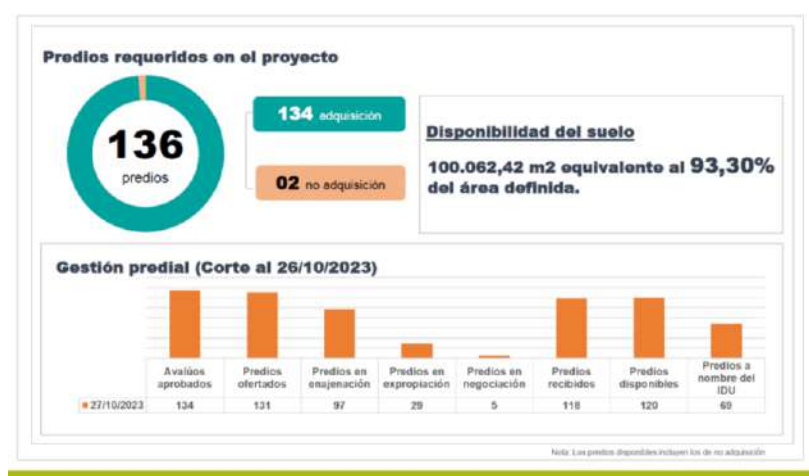 Predios requeridos en el proyecto
136
predios
134 adquisición
02 no adquisición
Disponibilidad del suelo
100.062,42 m2 equivalente al 93,30%
del área definida.
Gestión predial (Corte al 26/10/2023)
Avalúos aprobados
Predios ofertados
Predios en enajenación
Predios en expropiación
Predios en negociación
Predios recibidos
Predios disponibles
Predios a nombre del IDU
27/10/2023 134 131 97 29 5 118 120 69
Nota: Los predios disponibles incluyen los de no adquisición